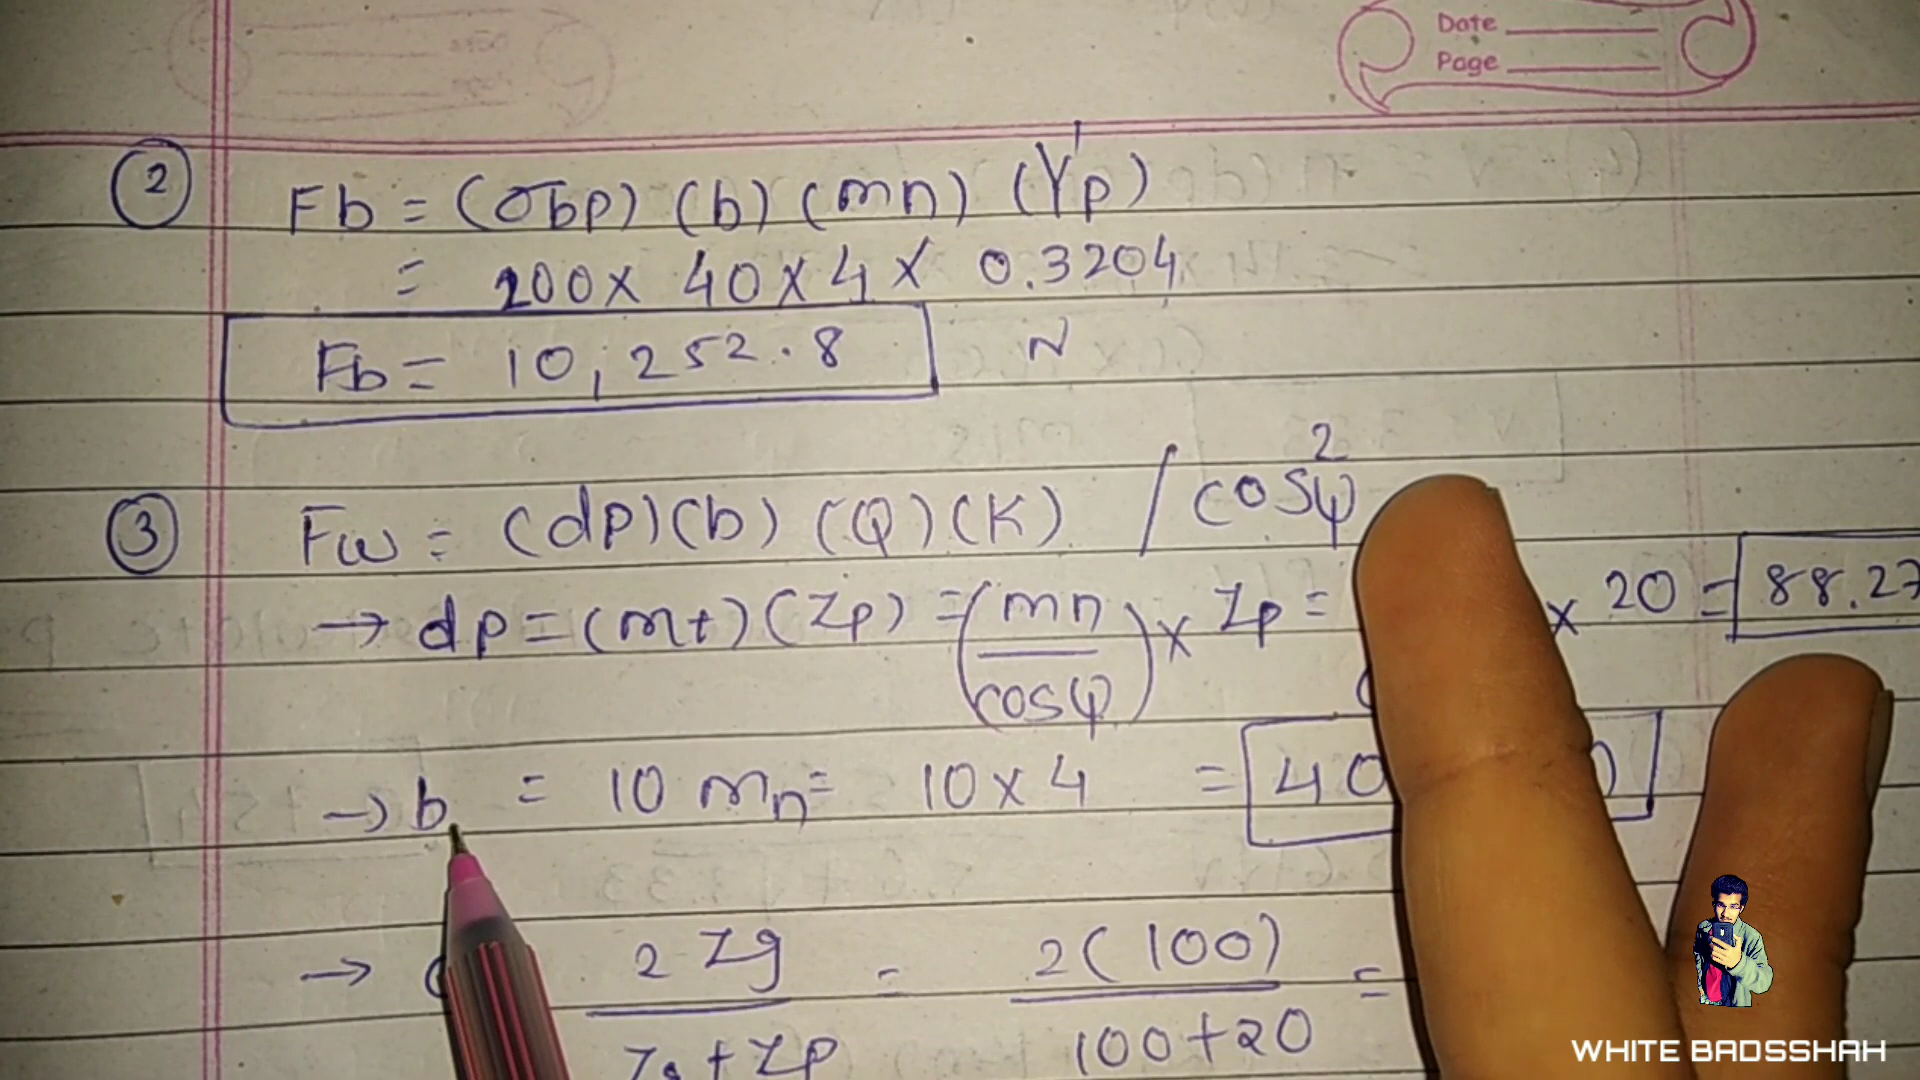 Date
Page
2 Fb = (σbp) (b) (mn) (Y'p)
= 200 x 40 x 4 x 0.3204
Fb = 10,252.8 N
3 Fw = (dp) (b) (Q) (K) / cos²ψ
→ dp = (mt) (Zp) = (mn / cosψ) x Zp = x 20 = 88.27
→ b = 10 mn = 10 x 4 = 40
→ 2 Zg / Zg + Zp = 2 (100) / 100 + 20 =
WHITE BADSSHAH